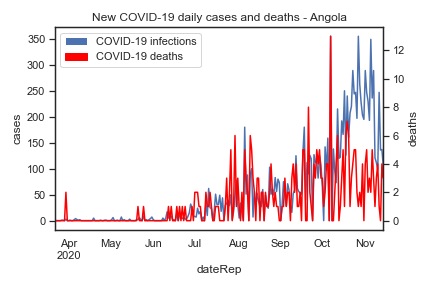 New COVID-19 daily cases and deaths - Angola
COVID-19 infections
COVID-19 deaths
350
300
250
200
150
100
50
0
cases
12
10
8
6
4
2
0
deaths
Apr May Jun Jul Aug Sep Oct Nov
2020
dateRep